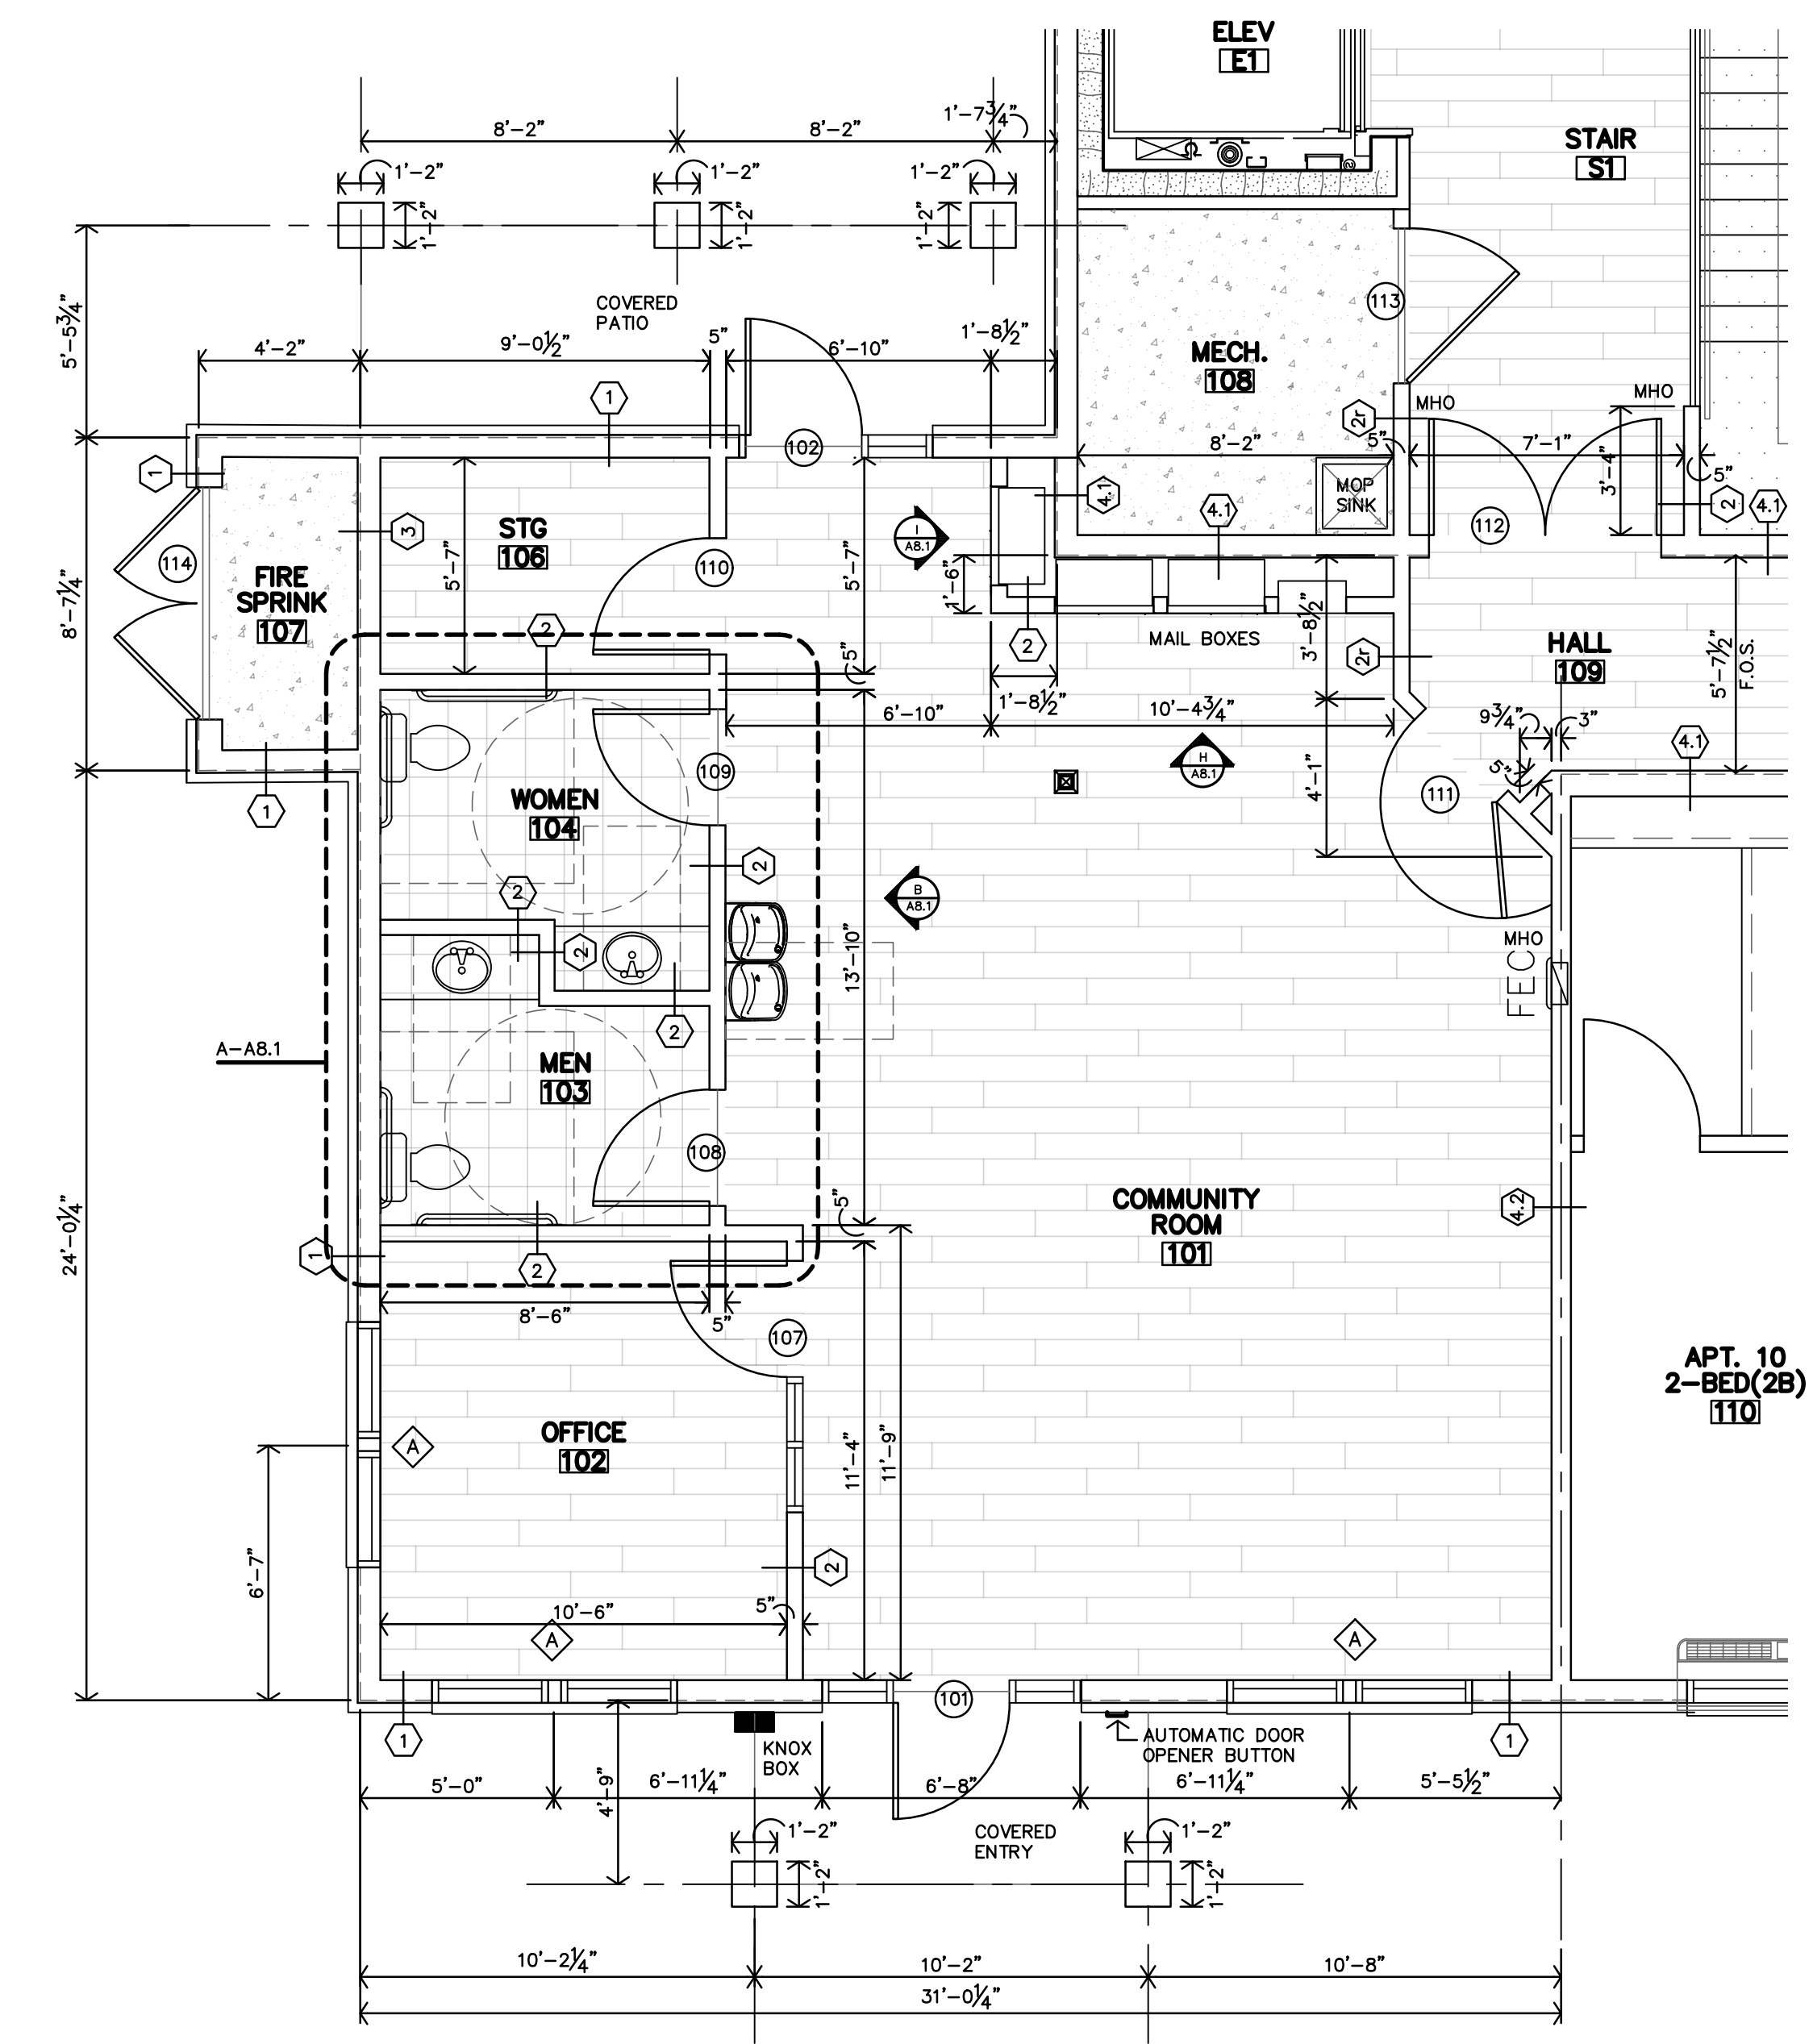 ELEV
E1
1'-7¾"
8'-2"
8'-2"
STAIR
S1
1'-2"
1'-2"
1'-2"
1'-2"
1'-2"
1'-2"
COVERED
PATIO
5'-5¾"
113
1'-8½"
5"
4'-2"
9'-0½"
6'-10"
MECH.
108
MHO
MHO
1
2r
102
8'-2"
5"
7'-1"
3'-4"
5"
1
MOP
SINK
4.1
4.1
2
4.1
STG
106
3
I
A8.1
112
114
110
5'-7"
5'-7"
FIRE
SPRINK
107
1'-6"
8'-7¼"
2
MAIL BOXES
2
3'-8½"
HALL
109
2r
5'-7½"
F.O.S.
5"
1'-8½"
6'-10"
10'-4¾"
9¾"
3"
4.1
H
A8.1
109
5"
111
4'-1"
WOMEN
104
1
2
2
B
A8.1
2
13'-10"
MHO
FEC
2
A-A8.1
MEN
103
108
5"
4.2
COMMUNITY
ROOM
101
24'-0¼"
1
2
8'-6"
5"
107
APT. 10
2-BED(2B)
110
OFFICE
102
A
11'-4"
11'-9"
6'-7"
2
10'-6"
5"
A
A
101
1
KNOX
BOX
AUTOMATIC DOOR
OPENER BUTTON
1
5'-0"
4'-9"
6'-11¼"
6'-8"
6'-11¼"
5'-5½"
1'-2"
COVERED
ENTRY
1'-2"
1'-2"
1'-2"
10'-2¼"
10'-2"
10'-8"
31'-0¼"